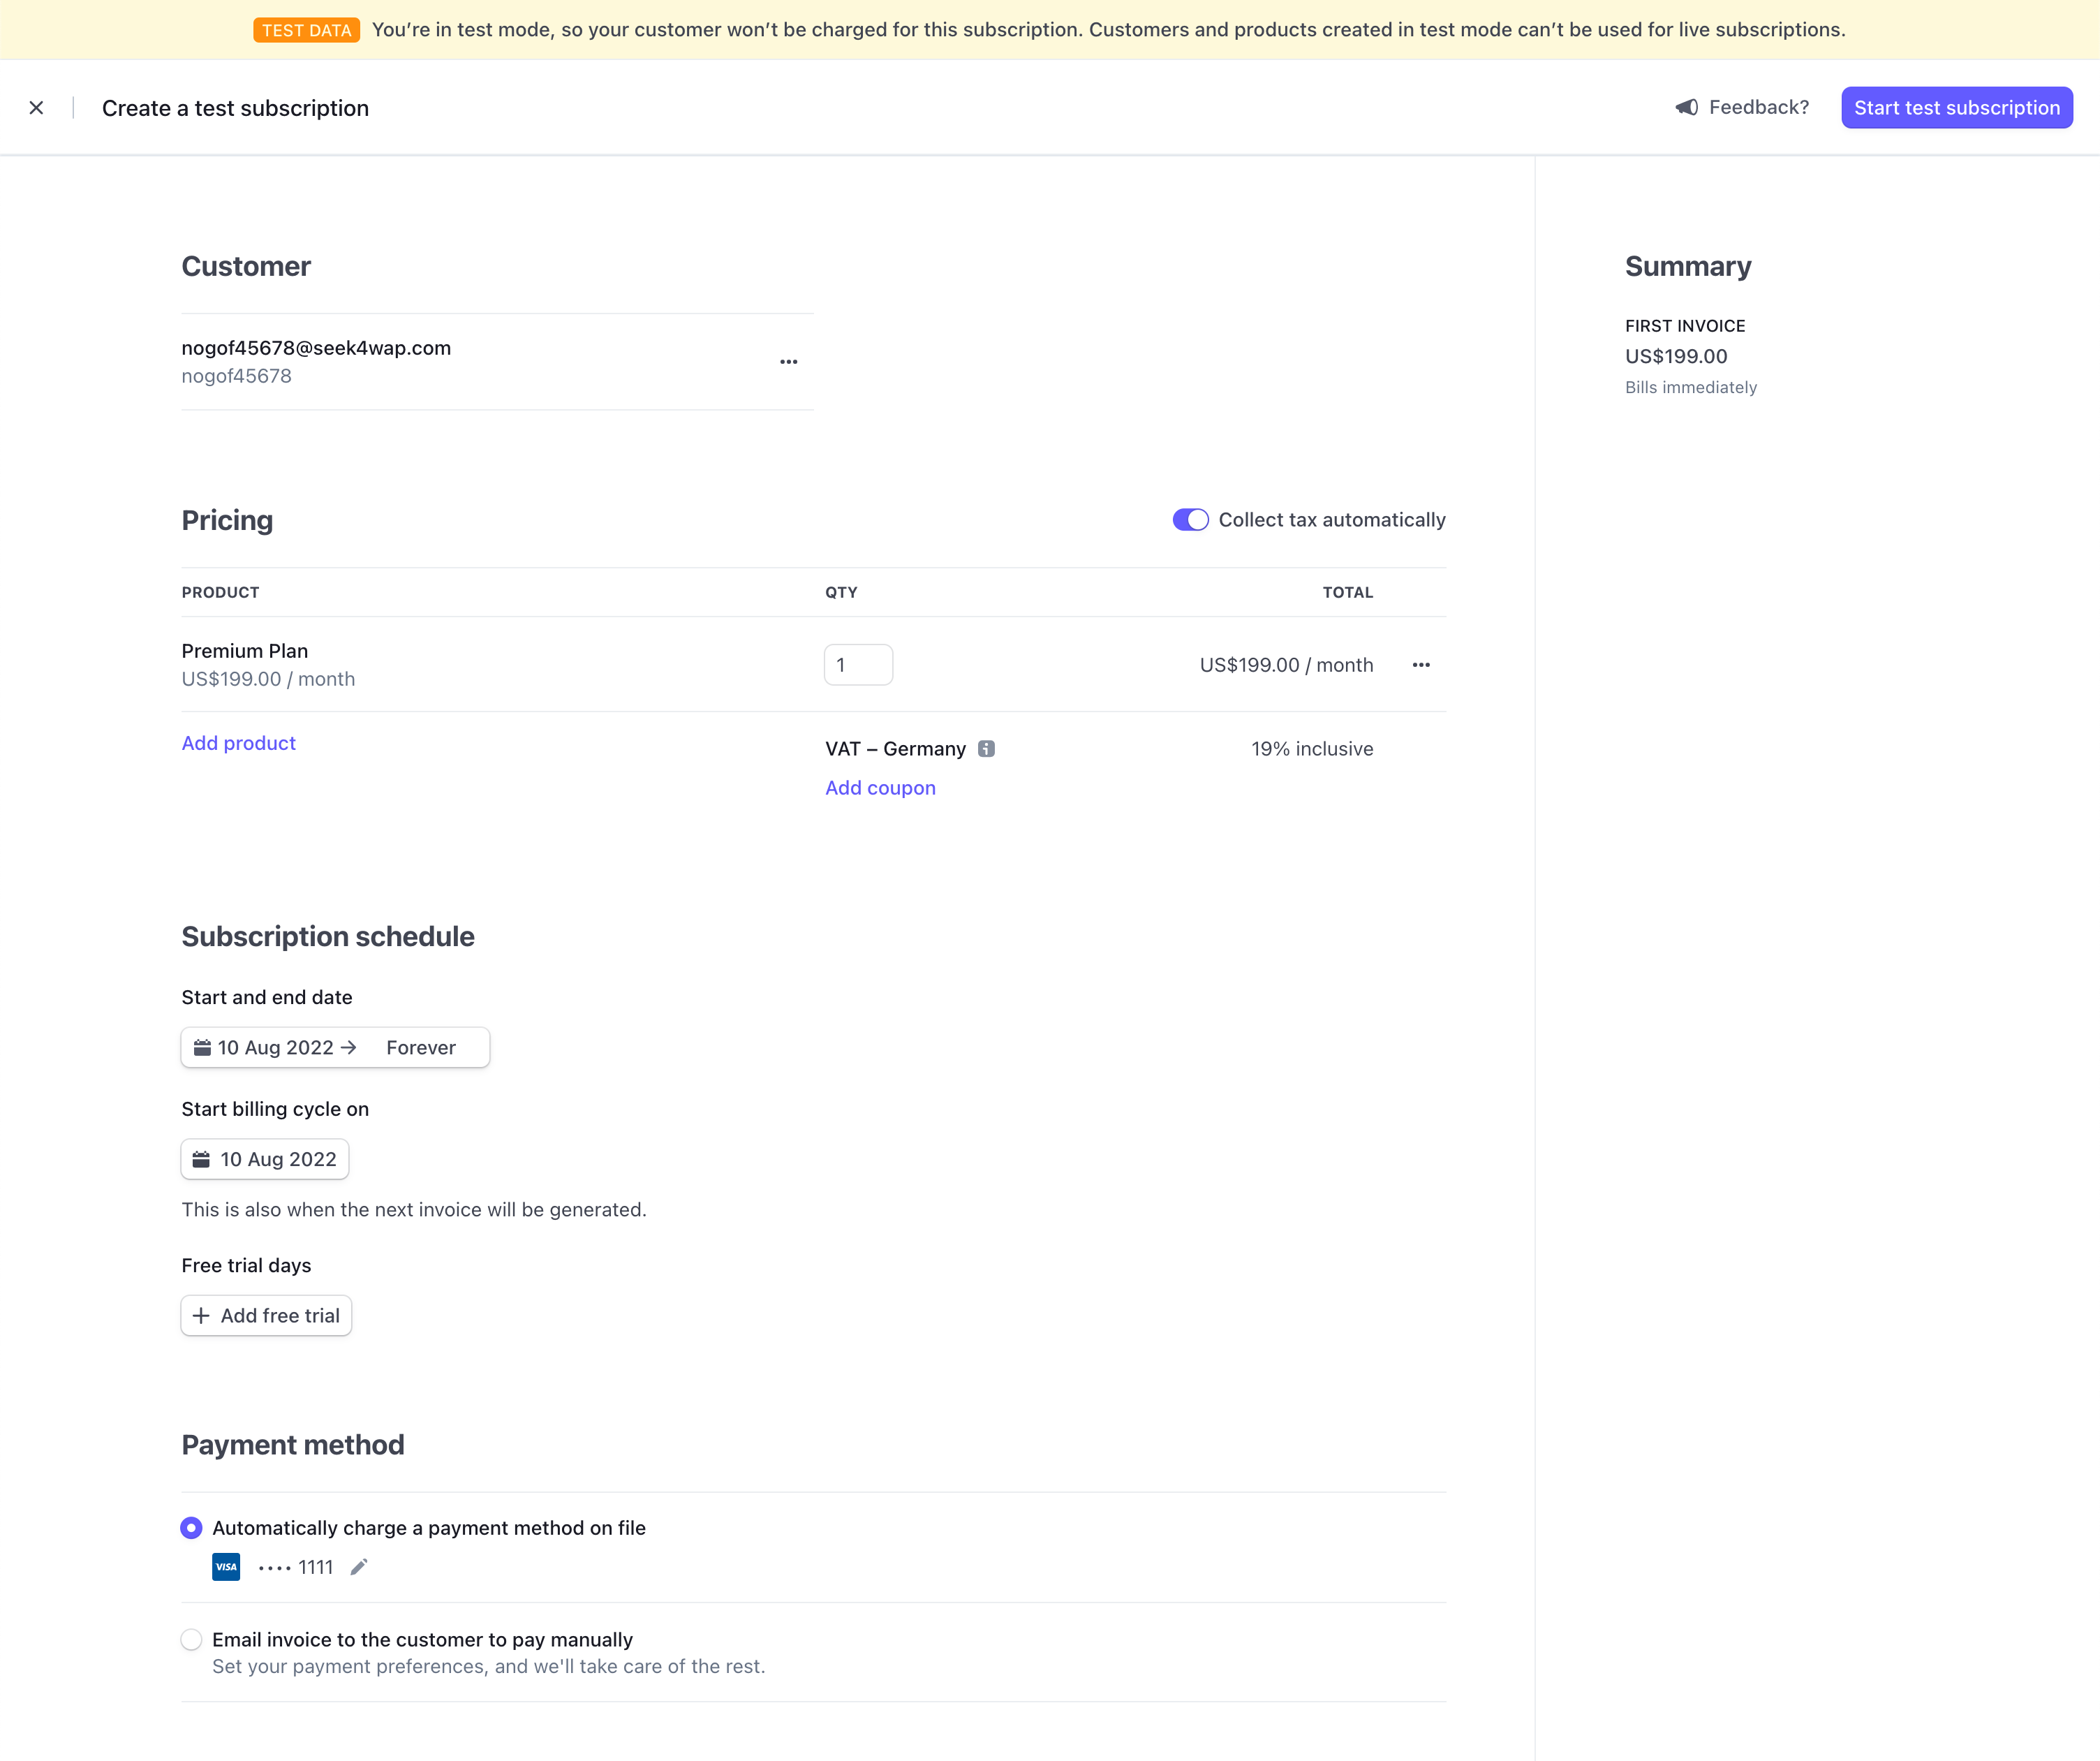 TEST DATA You’re in test mode, so your customer won’t be charged for this subscription. Customers and products created in test mode can’t be used for live subscriptions.
Create a test subscription
Feedback?
Start test subscription
Customer
nogof45678@seek4wap.com
nogof45678
Pricing
Collect tax automatically
PRODUCT QTY TOTAL
Premium Plan
US$199.00 / month
1
US$199.00 / month
Add product
VAT – Germany 19% inclusive
Add coupon
Subscription schedule
Start and end date
10 Aug 2022 → Forever
Start billing cycle on
10 Aug 2022
This is also when the next invoice will be generated.
Free trial days
+ Add free trial
Payment method
Automatically charge a payment method on file
VISA •••• 1111
Email invoice to the customer to pay manually
Set your payment preferences, and we'll take care of the rest.
Summary
FIRST INVOICE
US$199.00
Bills immediately